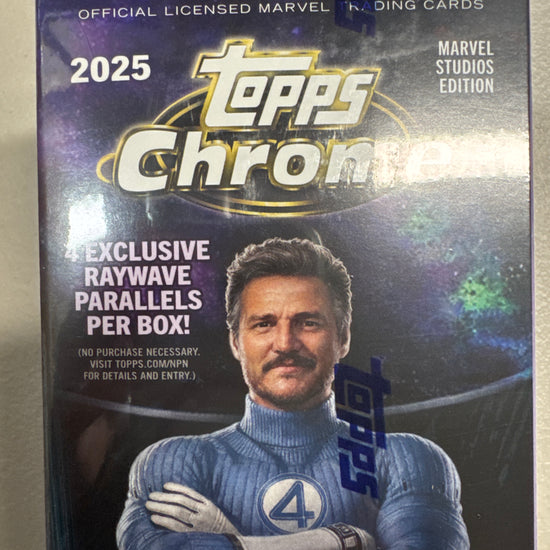 OFFICIAL LICENSED MARVEL TRADING CARDS
2025
topps
Chrome
MARVEL
STUDIOS
EDITION
4 EXCLUSIVE
RAYWAVE
PARALLELS
PER BOX!
(NO PURCHASE NECESSARY.
VISIT TOPPS.COM/NPN
FOR DETAILS AND ENTRY.)
topps
4